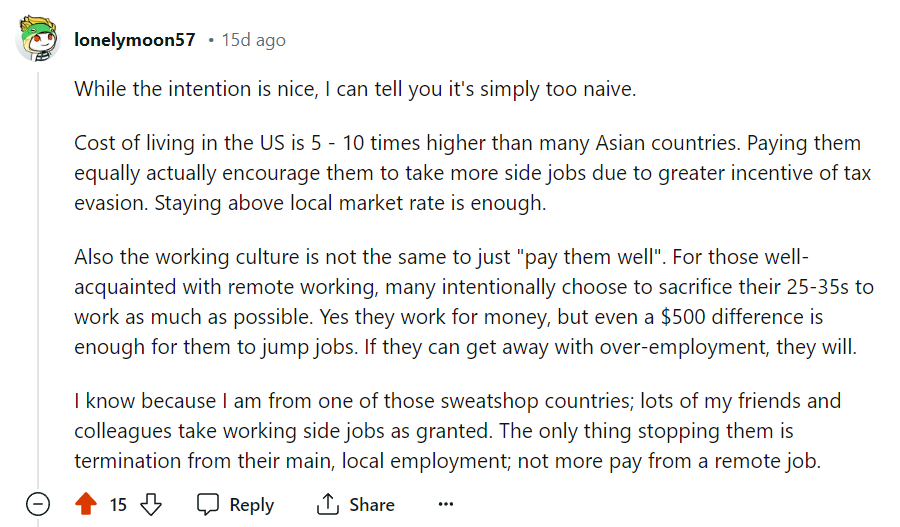 lonelymoon57 • 15d ago
While the intention is nice, I can tell you it's simply too naive.
Cost of living in the US is 5 - 10 times higher than many Asian countries. Paying them
equally actually encourage them to take more side jobs due to greater incentive of tax
evasion. Staying above local market rate is enough.
Also the working culture is not the same to just "pay them well". For those well-
acquainted with remote working, many intentionally choose to sacrifice their 25-35s to
work as much as possible. Yes they work for money, but even a $500 difference is
enough for them to jump jobs. If they can get away with over-employment, they will.
I know because I am from one of those sweatshop countries; lots of my friends and
colleagues take working side jobs as granted. The only thing stopping them is
termination from their main, local employment; not more pay from a remote job.
15 Reply Share ...